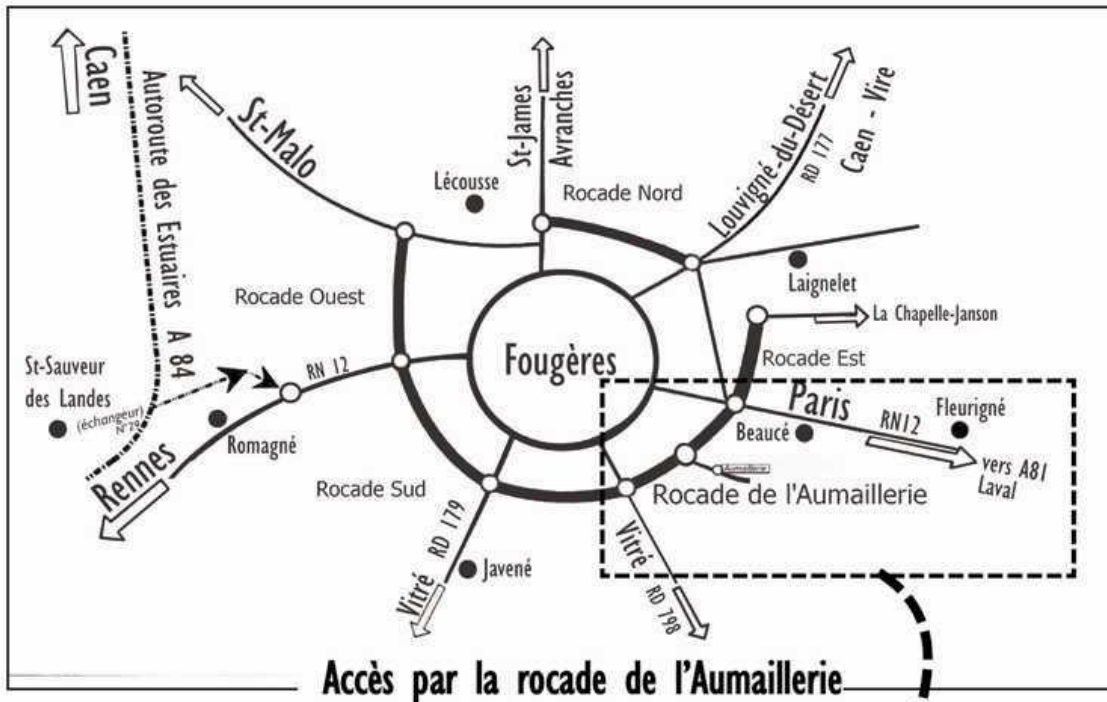 Caen
Autoroute des Estuaires A 84
St-Malo
St-James
Avranches
Louvigné-du-Désert
RD 177
Caen - Vire
Lécousse
Rocade Nord
Laignelet
Rocade Ouest
La Chapelle-Janson
Rocade Est
St-Sauveur
des Landes
(échangeur)
N°29
RN 12
Fougères
Paris
RN12
Fleurigné
Romagné
Beaucé
Aumaillerie
vers A81
Laval
Rennes
Rocade Sud
Rocade de l'Aumaillerie
Vitré
RD 179
Javené
Vitré
RD 798
Accès par la rocade de l'Aumaillerie